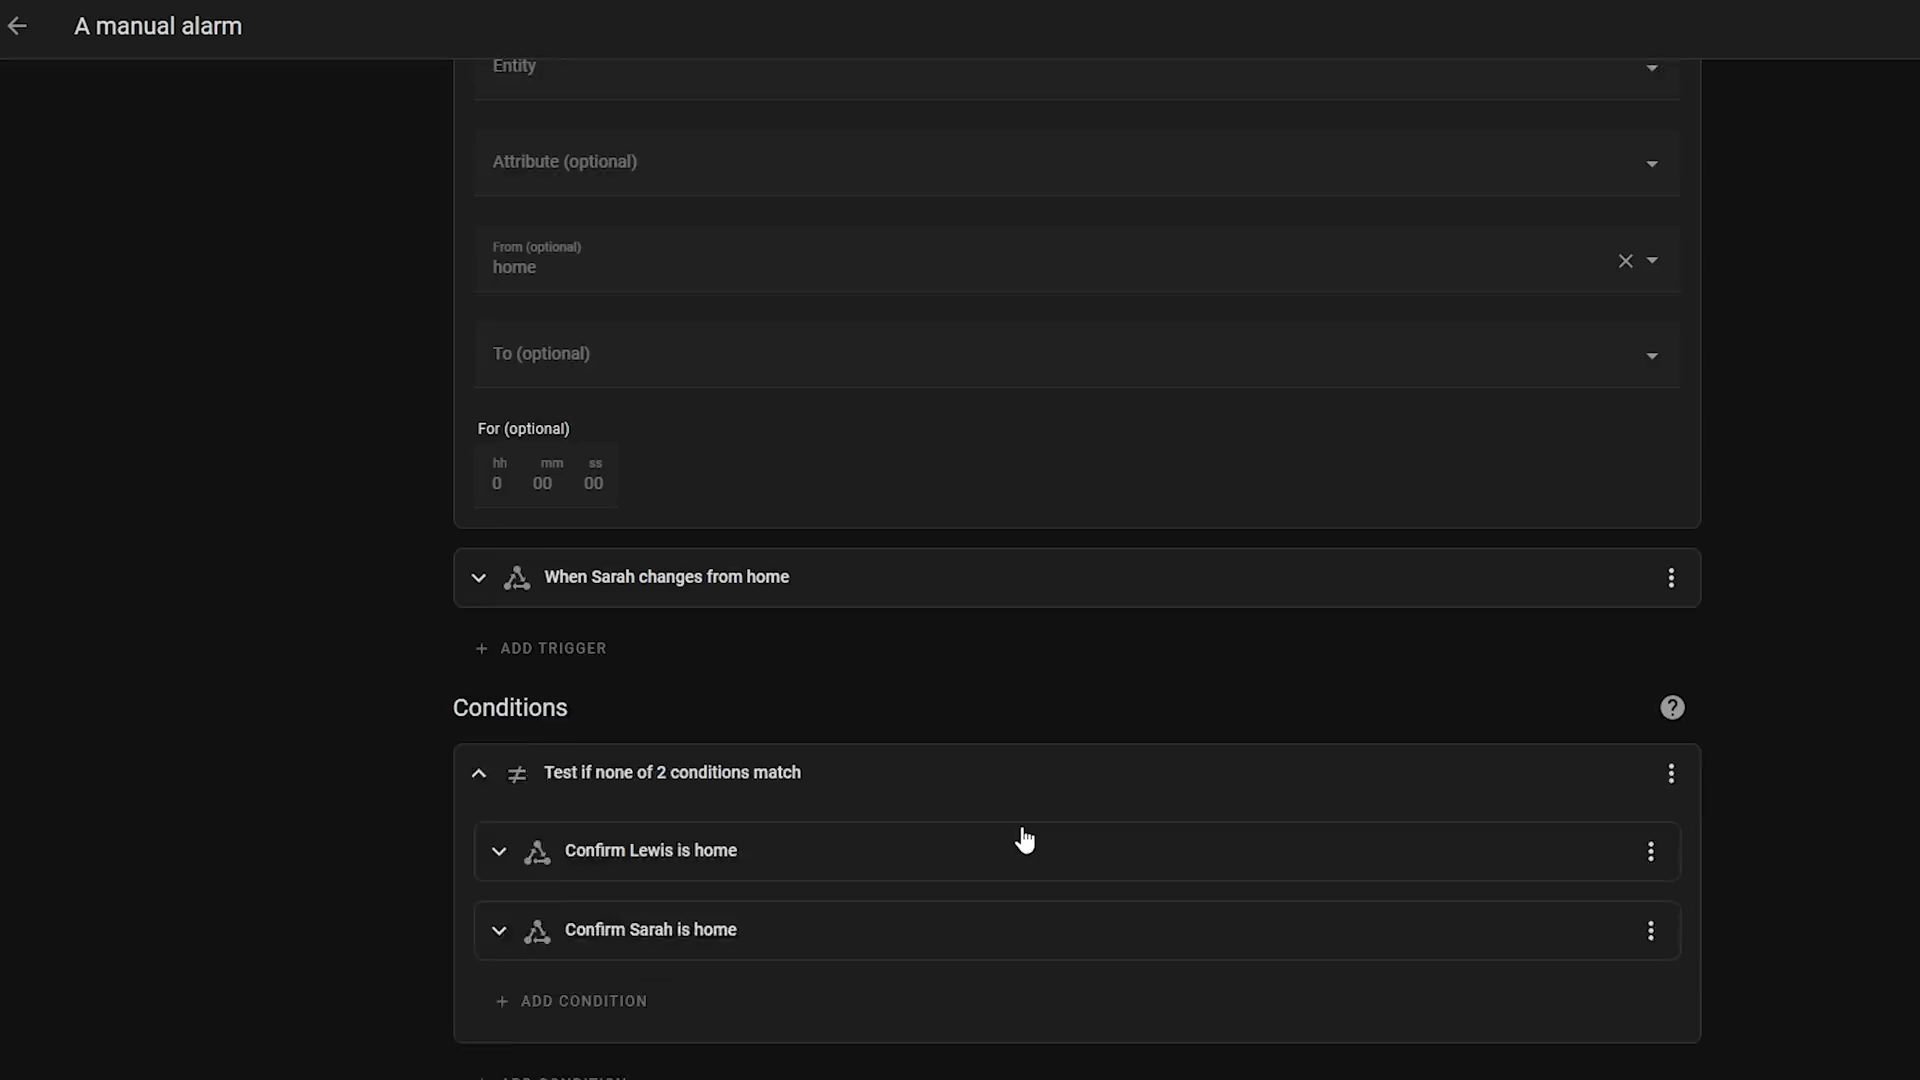 A manual alarm
Entity
Attribute (optional)
From (optional)
home
To (optional)
For (optional)
hh mm ss
0 00 00
When Sarah changes from home
+ ADD TRIGGER
Conditions
Test if none of 2 conditions match
Confirm Lewis is home
Confirm Sarah is home
+ ADD CONDITION
+ ADD CONDITION